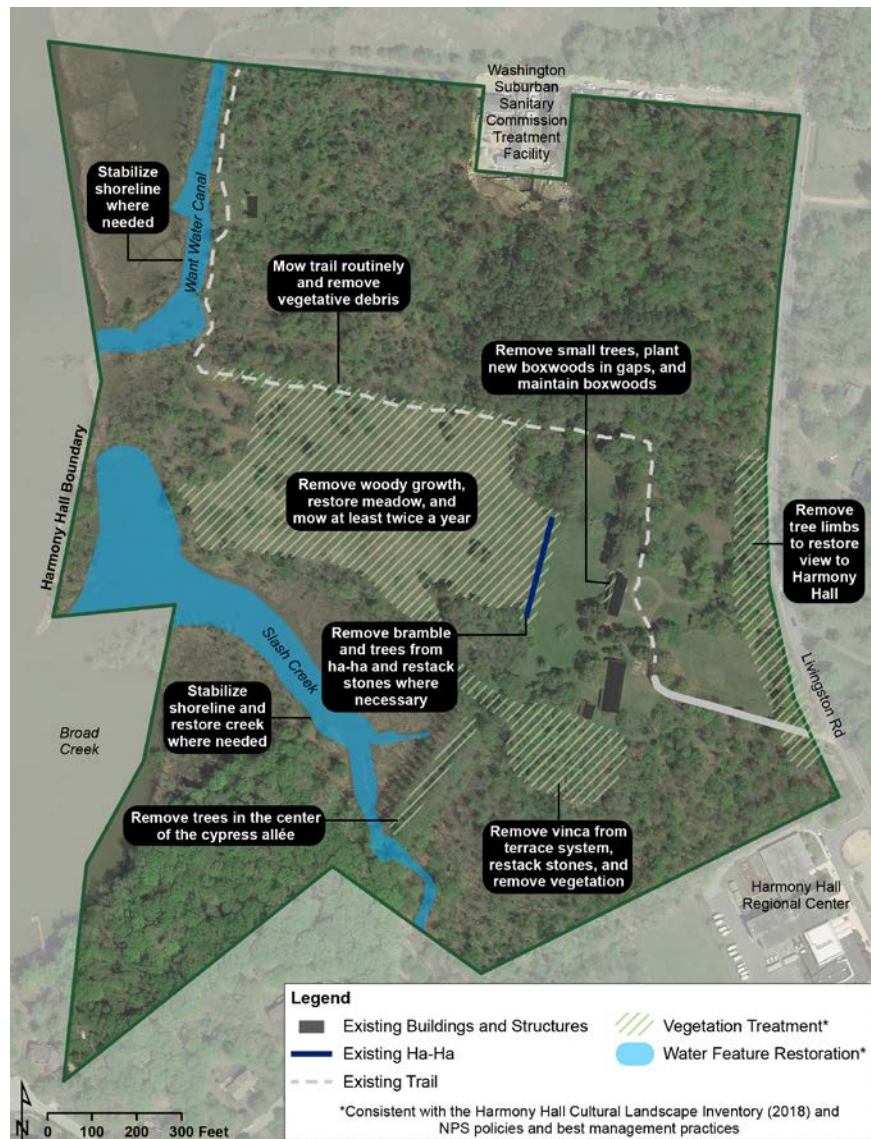 Washington
Suburban
Sanitary
Commission
Treatment
Facility
Stabilize
shoreline
where
needed
Want Water Canal
Mow trail routinely
and remove
vegetative debris
Remove small trees, plant
new boxwoods in gaps, and
maintain boxwoods
Harmony Hall Boundary
Remove woody growth,
restore meadow, and
mow at least twice a year
Remove
tree limbs
to restore
view to
Harmony
Hall
Remove bramble
and trees from
ha-ha and restack
stones where
necessary
Slash Creek
Livingston Rd
Stabilize
shoreline and
restore creek
where needed
Broad
Creek
Remove trees in the center
of the cypress allée
Remove vinca from
terrace system,
restack stones, and
remove vegetation
Harmony Hall
Regional Center
Legend
Existing Buildings and Structures
Vegetation Treatment*
Existing Ha-Ha
Water Feature Restoration*
Existing Trail
N
0 100 200 300 Feet
*Consistent with the Harmony Hall Cultural Landscape Inventory (2018) and
NPS policies and best management practices